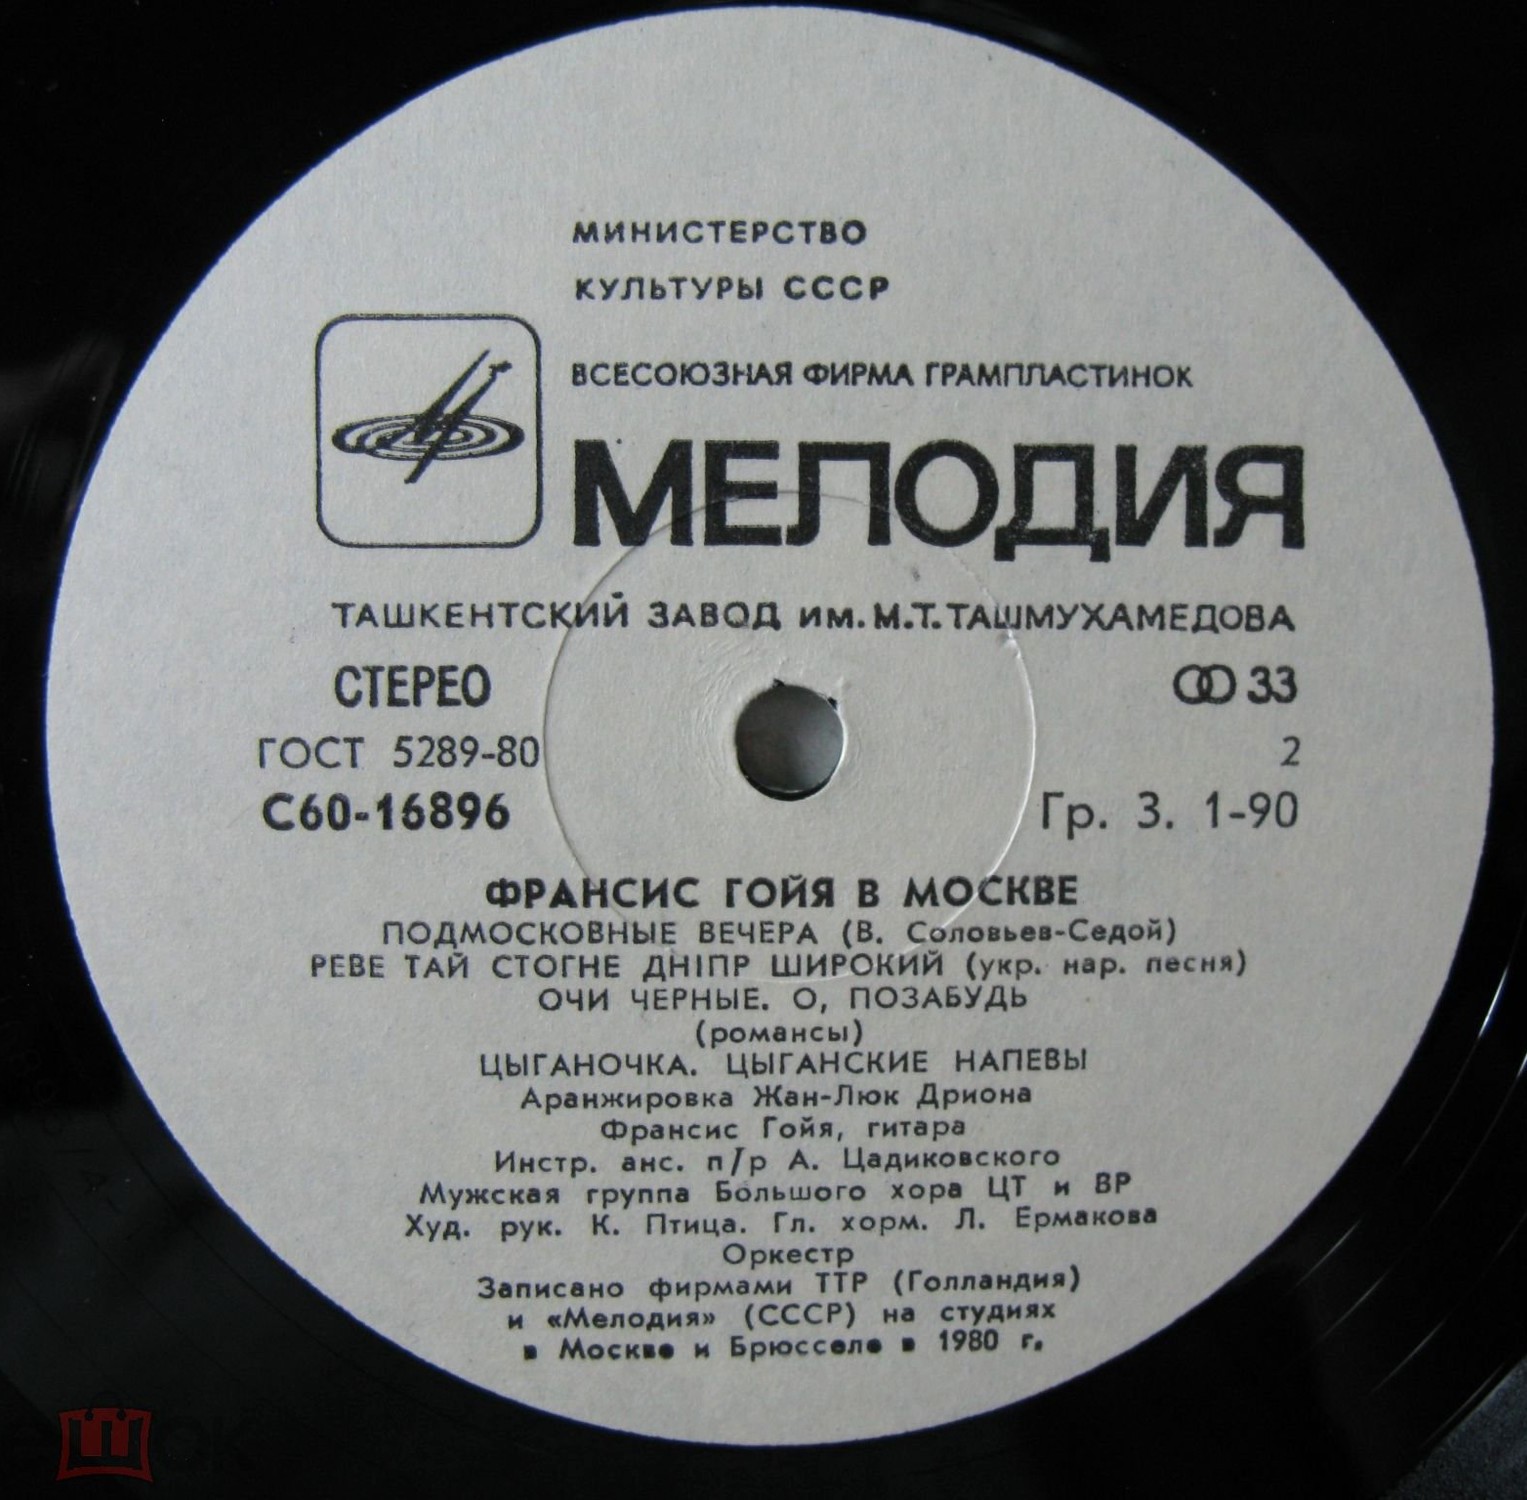 МИНИСТЕРСТВО
КУЛЬТУРЫ СССР
ВСЕСОЮЗНАЯ ФИРМА ГРАМПЛАСТИНОК
МЕЛОДИЯ
ТАШКЕНТСКИЙ ЗАВОД им. М.Т. ТАШМУХАМЕДОВА
СТЕРЕО 33
ГОСТ 5289-80 2
С60-16896 Гр. 3. 1-90
ФРАНСИС ГОЙЯ В МОСКВЕ
ПОДМОСКОВНЫЕ ВЕЧЕРА (В. Соловьев-Седой)
РЕВЕ ТАЙ СТОГНЕ ДНІПР ШИРОКИЙ (укр. нар. песня)
ОЧИ ЧЕРНЫЕ. О, ПОЗАБУДЬ
(романсы)
ЦЫГАНОЧКА. ЦЫГАНСКИЕ НАПЕВЫ
Аранжировка Жан-Люк Дриона
Франсис Гойя, гитара
Инстр. анс. п/р А. Цадиковского
Мужская группа Большого хора ЦТ и ВР
Худ. рук. К. Птица. Гл. хорм. Л. Ермакова
Оркестр
Записано фирмами ТТР (Голландия)
и «Мелодия» (СССР) на студиях
в Москве и Брюсселе в 1980 г.